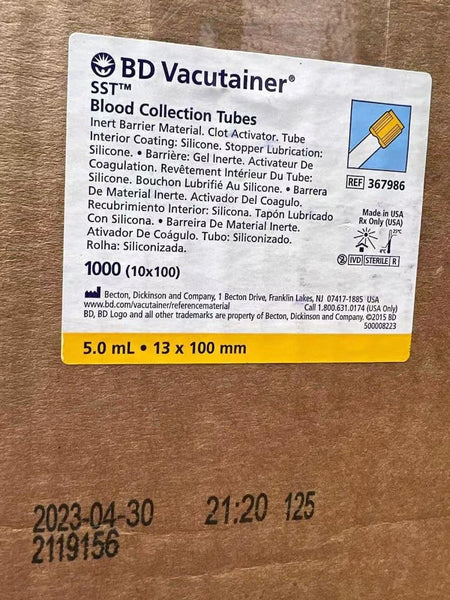 BD Vacutainer®
SST™
Blood Collection Tubes
Inert Barrier Material. Clot Activator. Tube
Interior Coating: Silicone. Stopper Lubrication:
Silicone. • Barrière: Gel Inerte. Activateur De
Coagulation. Revêtement Intérieur Du Tube:
Silicone. Bouchon Lubrifié Au Silicone. • Barrera
De Material Inerte. Activador Del Coagulo.
Recubrimiento Interior: Silicona. Tapón Lubricado
Con Silicona. • Barreira De Material Inerte.
Ativador De Coágulo. Tubo: Siliconizado.
Rolha: Siliconizada.
1000 (10x100)
REF 367986
Made in USA
Rx Only (USA)
25°C
4°C
2 IVD STERILE R
Becton, Dickinson and Company, 1 Becton Drive, Franklin Lakes, NJ 07417-1885 USA
www.bd.com/vacutainer/referencematerial Call 1.800.631.0174 (USA Only)
BD, BD Logo and all other trademarks are property of Becton, Dickinson and Company. ©2015 BD
500008223
5.0 mL • 13 x 100 mm
2023-04-30 21:20 125
2119156